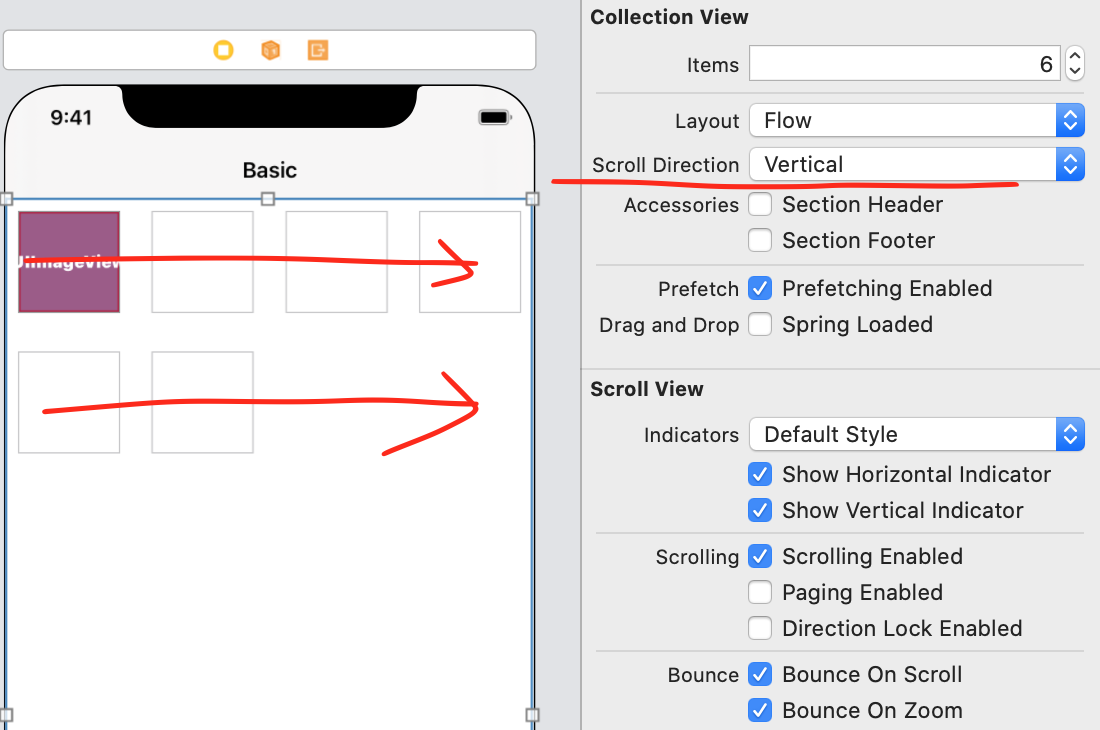 9:41
Basic
UIImageView
Collection View
Items 6
Layout Flow
Scroll Direction Vertical
Accessories Section Header
Section Footer
Prefetch Prefetching Enabled
Drag and Drop Spring Loaded
Scroll View
Indicators Default Style
Show Horizontal Indicator
Show Vertical Indicator
Scrolling Scrolling Enabled
Paging Enabled
Direction Lock Enabled
Bounce Bounce On Scroll
Bounce On Zoom